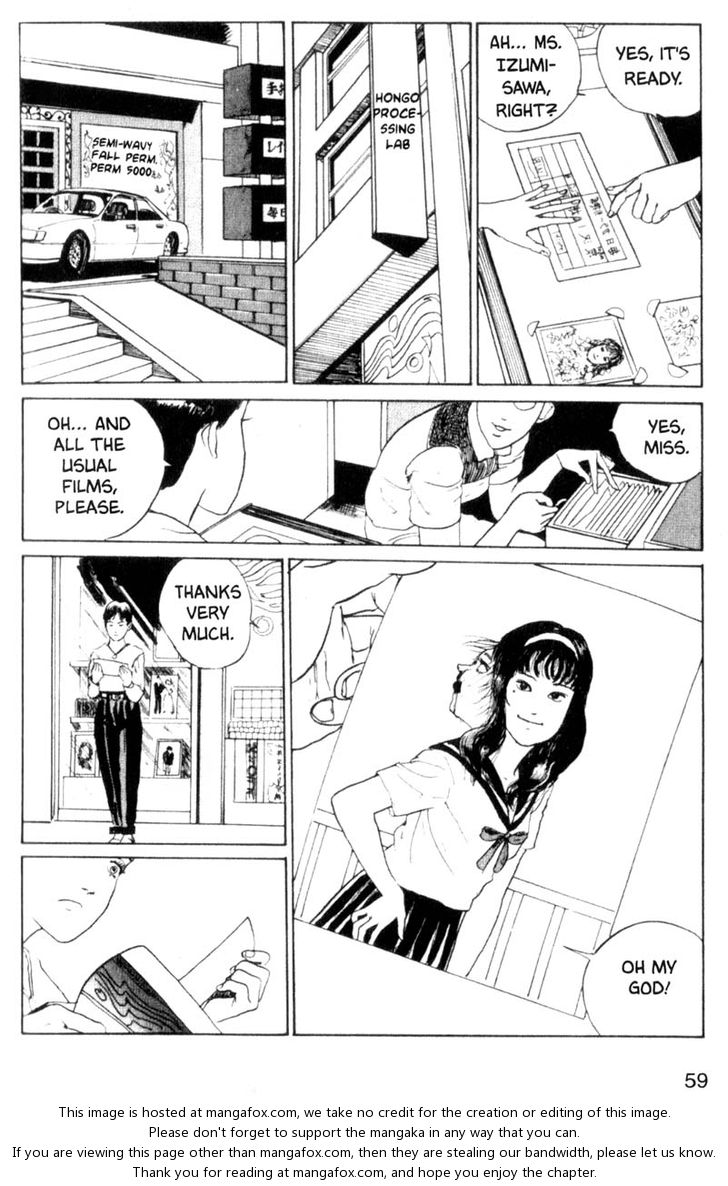 SEMI-WAVY
FALL PERM.
PERM 5000
HONGO
PROCE-
SSING
LAB
AH... MS.
IZUMI-
SAWA,
RIGHT?
YES, IT'S
READY.
OH... AND
ALL THE
USUAL
FILMS,
PLEASE.
YES,
MISS.
THANKS
VERY
MUCH.
OH MY
GOD!
59
This image is hosted at mangafox.com, we take no credit for the creation or editing of this image.
Please don't forget to support the mangaka in any way that you can.
If you are viewing this page other than mangafox.com, then they are stealing our bandwidth, please let us know.
Thank you for reading at mangafox.com, and hope you enjoy the chapter.